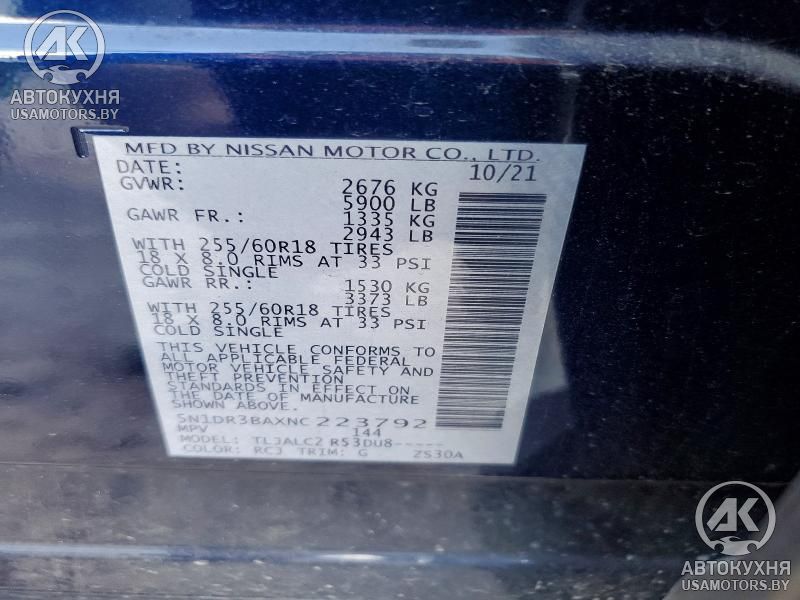 АК
АВТОКУХНЯ
USAMOTORS.BY
MFD BY NISSAN MOTOR CO., LTD.
DATE: 10/21
GVWR: 2676 KG
5900 LB
GAWR FR.: 1335 KG
2943 LB
WITH 255/60R18 TIRES
18 X 8.0 RIMS AT 33 PSI
COLD SINGLE
GAWR RR.: 1530 KG
3373 LB
WITH 255/60R18 TIRES
18 X 8.0 RIMS AT 33 PSI
COLD SINGLE
THIS VEHICLE CONFORMS TO
ALL APPLICABLE FEDERAL
MOTOR VEHICLE SAFETY AND
THEFT PREVENTION
STANDARDS IN EFFECT ON
THE DATE OF MANUFACTURE
SHOWN ABOVE.
5N1DR3BAXNC223792
MPV 144
MODEL: TLJALC2 R53DU8-----
COLOR: RCJ TRIM: G ZS30A
АК
АВТОКУХНЯ
USAMOTORS.BY